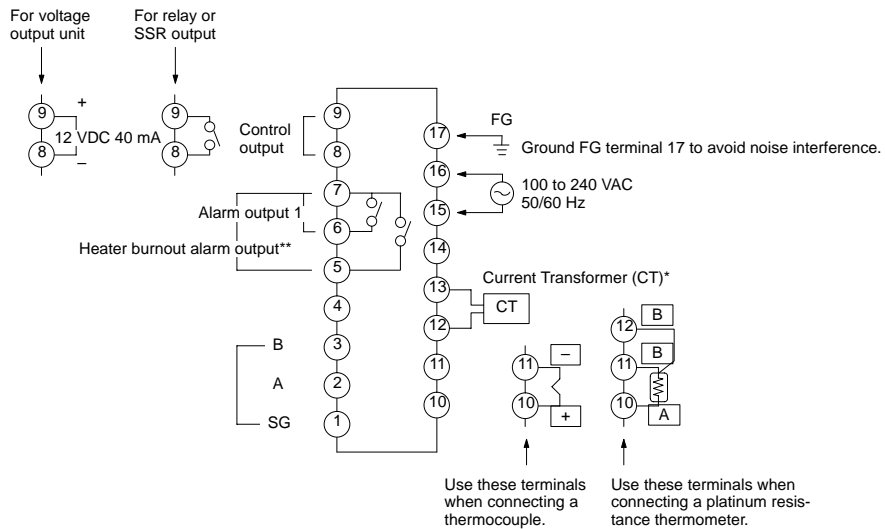 For voltage
output unit
For relay or
SSR output
9
+
12 VDC 40 mA
8
–
9
8
Control
output
9
8
7
Alarm output 1
6
Heater burnout alarm output**
5
4
B
3
A
2
SG
1
17
FG
Ground FG terminal 17 to avoid noise interference.
16
100 to 240 VAC
50/60 Hz
15
14
Current Transformer (CT)*
13
CT
12
11
10
–
11
10
+
12
B
B
11
10
A
Use these terminals
when connecting a
thermocouple.
Use these terminals when
connecting a platinum resis-
tance thermometer.